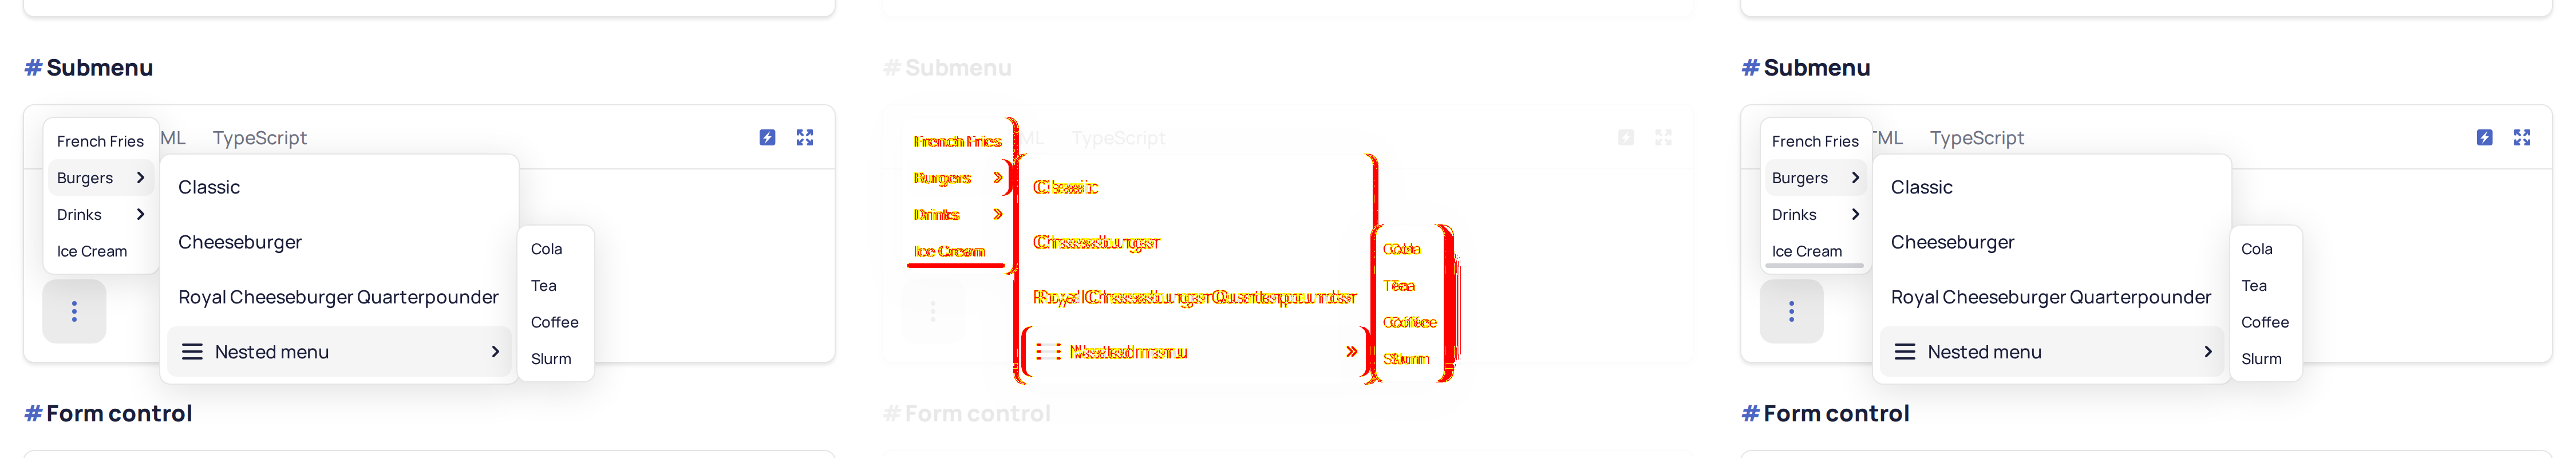 # Submenu
French Fries
ML TypeScript
Burgers
Classic
Drinks
Cheeseburger
Cola
Ice Cream
Tea
Royal Cheeseburger Quarterpounder
Coffee
Nested menu
Slurm
# Form control
# Submenu
French Fries
ML TypeScript
Burgers
Classic
Drinks
Cheeseburger
Cola
Ice Cream
Tea
Royal Cheeseburger Quarterpounder
Coffee
Nested menu
Slurm
# Form control
# Submenu
French Fries
TML TypeScript
Burgers
Classic
Drinks
Cheeseburger
Cola
Ice Cream
Tea
Royal Cheeseburger Quarterpounder
Coffee
Nested menu
Slurm
# Form control